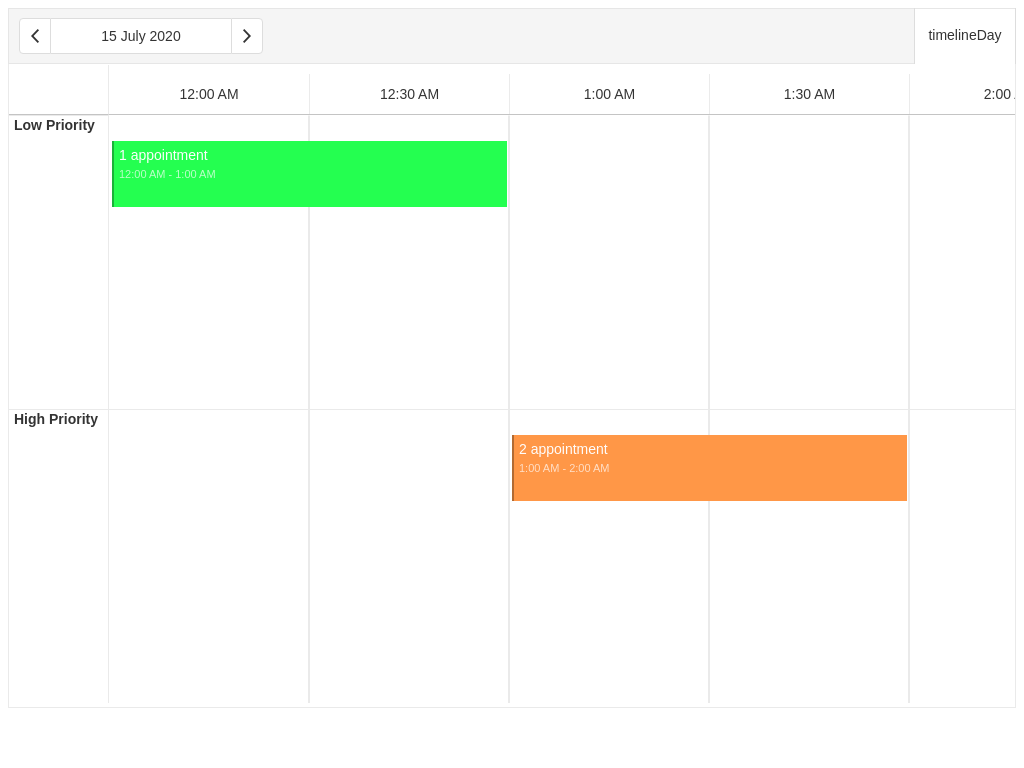 15 July 2020
timelineDay
12:00 AM
12:30 AM
1:00 AM
1:30 AM
2:00
Low Priority
1 appointment
12:00 AM - 1:00 AM
High Priority
2 appointment
1:00 AM - 2:00 AM